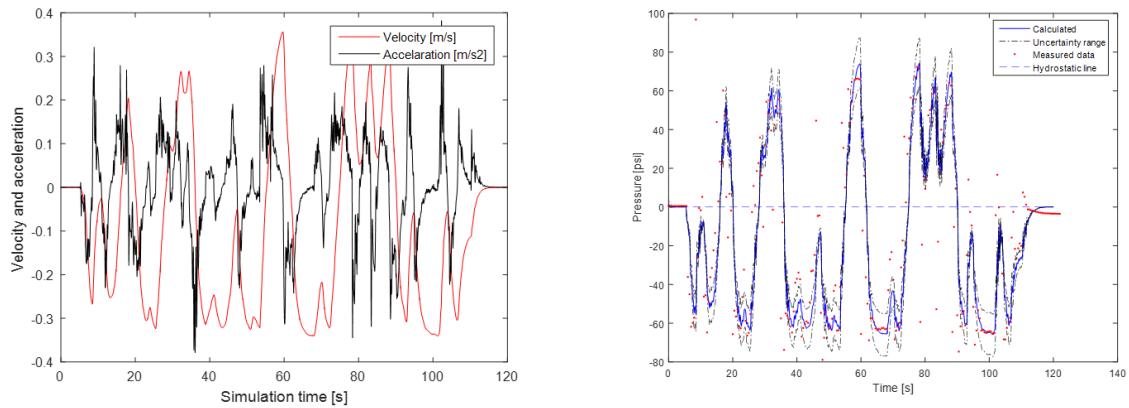 0.4
0.3
0.2
0.1
0
-0.1
-0.2
-0.3
-0.4
Velocity and acceleration
Velocity [m/s]
Accelaration [m/s2]
0 20 40 60 80 100 120
Simulation time [s]
100
80
60
40
20
0
-20
-40
-60
-80
Pressure [psi]
Calculated
Uncertainty range
Measured data
Hydrostatic line
0 20 40 60 80 100 120 140
Time [s]